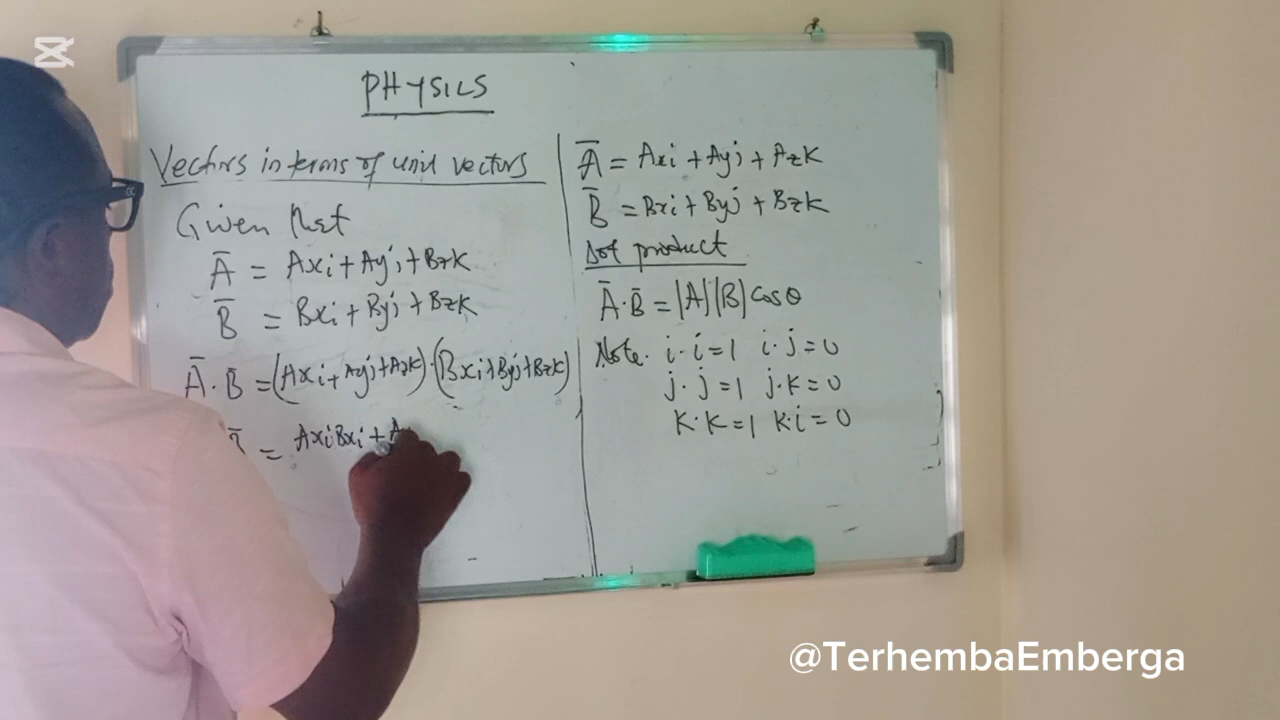 PHYSICS
Vectors in terms of unit vectors
Given that
A̅ = Axi + Ayj + Bzk
B̅ = Bxi + Byj + Bzk
A̅ · B̅ = (Axi + Ayj + Azk) · (Bxi + Byj + Bzk)
= AxiBxi + A
A̅ = Axi + Ayj + Azk
B̅ = Bxi + Byj + Bzk
Dot product
A̅ · B̅ = |A| |B| Cos θ
Note. i · i = 1 i · j = 0
j · j = 1 j · k = 0
k · k = 1 k · i = 0
@TerhembaEmberga